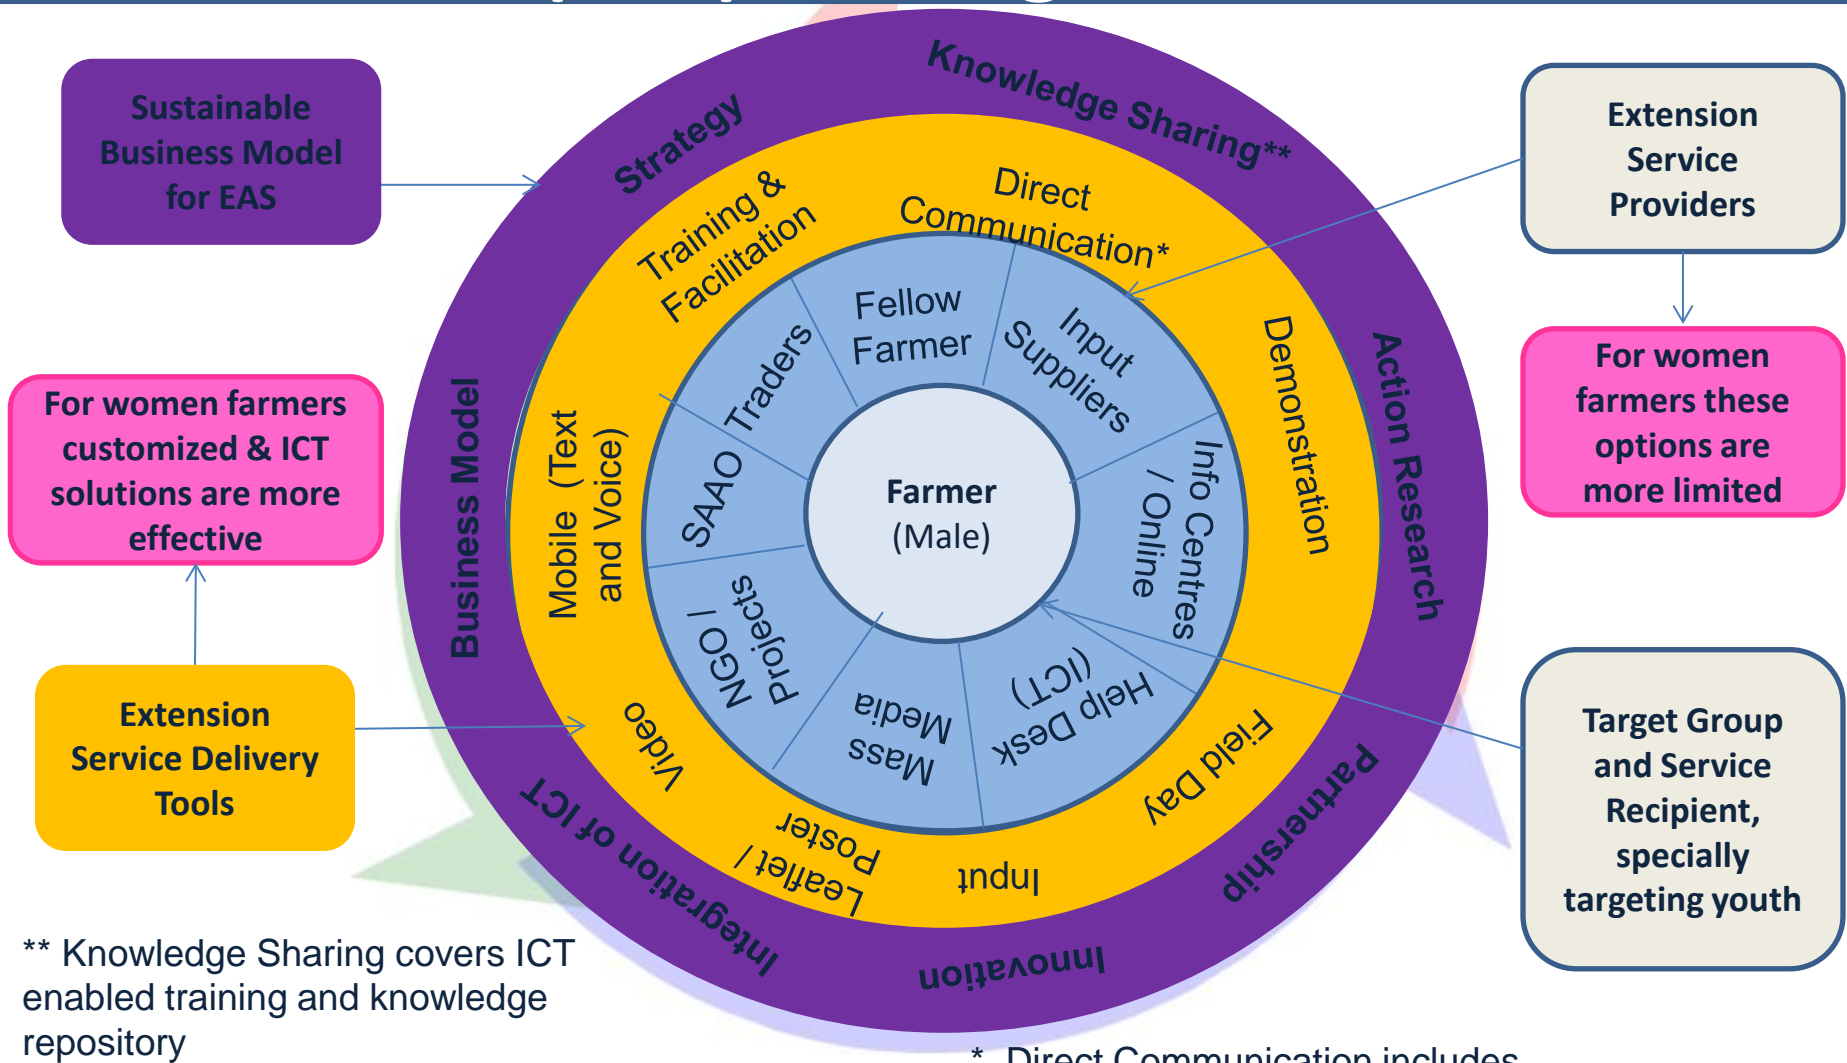 Sustainable
Business Model
for EAS
For women farmers
customized & ICT
solutions are more
effective
Extension
Service Delivery
Tools
** Knowledge Sharing covers ICT
enabled training and knowledge
repository
Strategy
Knowledge Sharing**
Action Research
Partnership
Innovation
Integration of ICT
Business Model
Training &
Facilitation
Direct
Communication*
Demonstration
Field Day
Input
Leaflet /
Poster
Video
Mobile (Text
and Voice)
Fellow
Farmer
Input
Suppliers
Info Centres
/ Online
Help Desk
(ICT)
Mass
Media
NGO /
Projects
SAAO
Traders
Farmer
(Male)
Extension
Service
Providers
For women
farmers these
options are
more limited
Target Group
and Service
Recipient,
specially
targeting youth
* Direct Communication includes